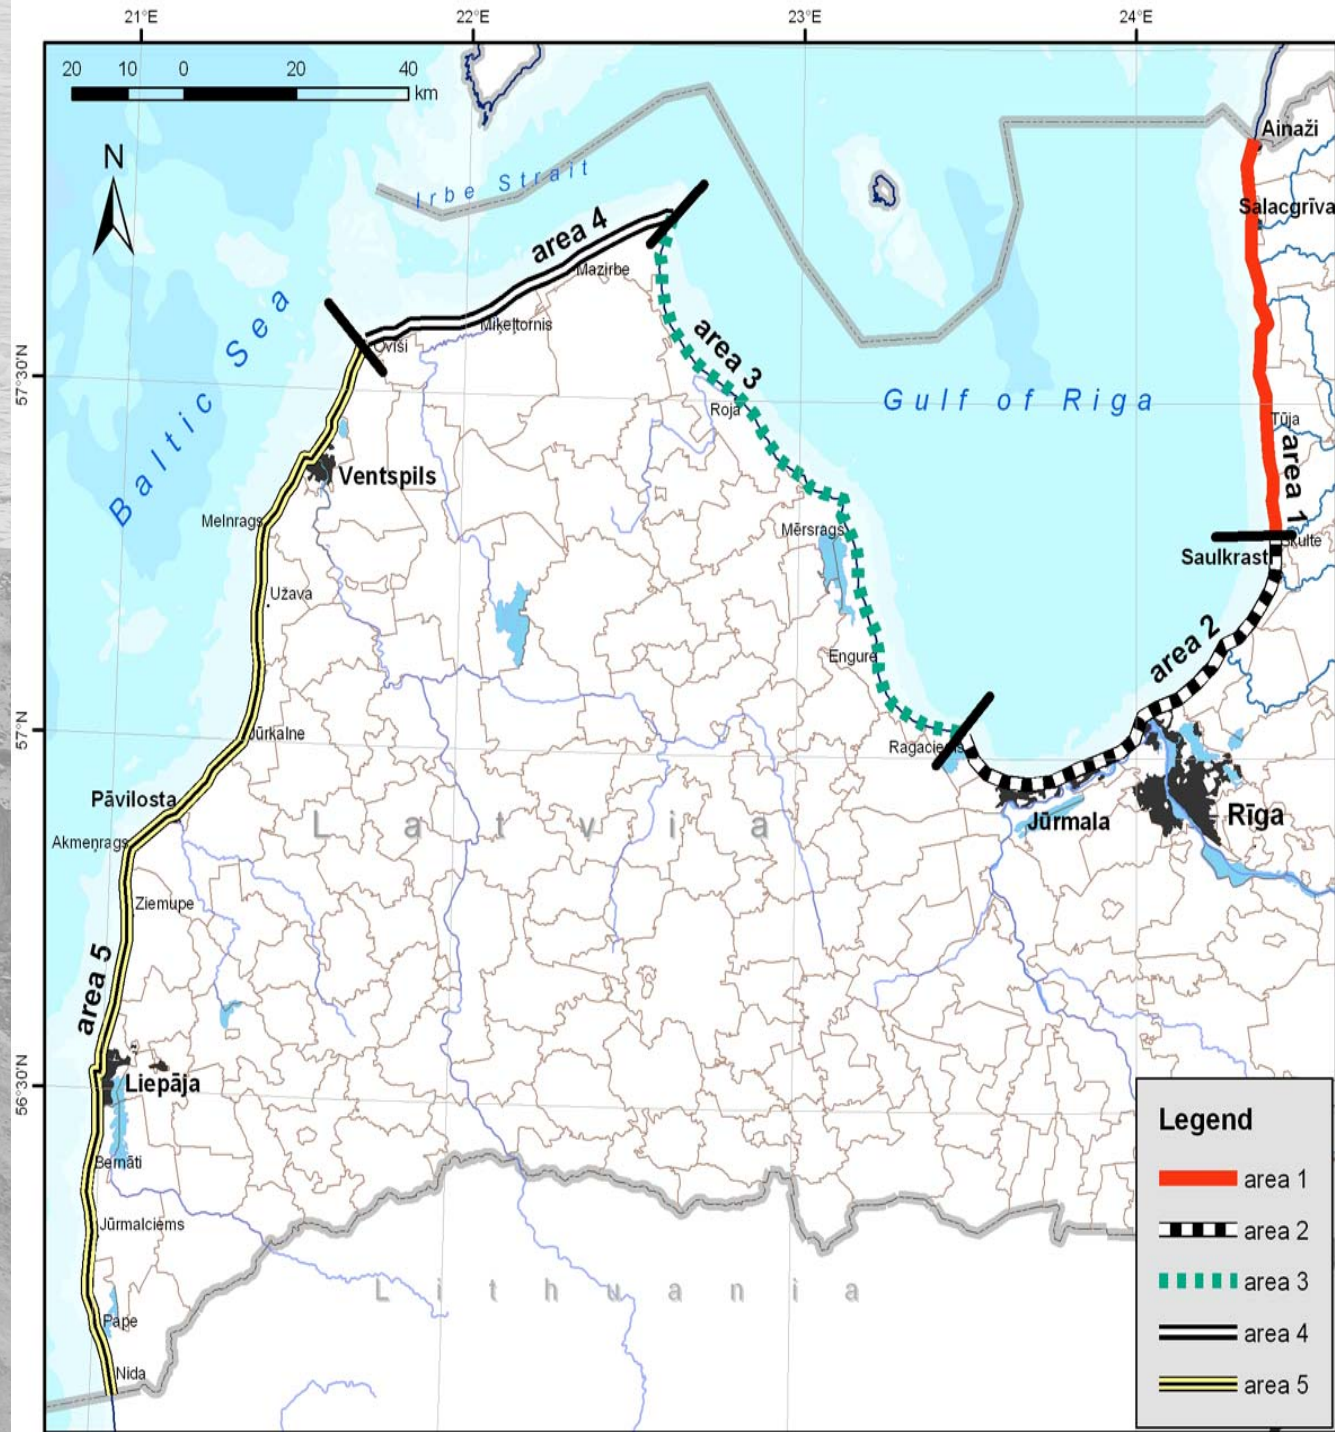 21°E 22°E 23°E 24°E
20 10 0 20 40
km
N
Ainaži
Irbe Strait
Salacgrīva
area 4
Mazirbe
Baltic Sea
Miķeļtornis
Oviši
area 3
57°30'N
Gulf of Riga
Roja
Tūja
area 1
Ventspils
Melnrags
Mērsrags
Skulte
Saulkrasti
Užava
area 2
Engure
57°N
Jūrkalne
Ragaciems
Pāvilosta
Latvia
Jūrmala
Rīga
Akmeņrags
Ziemupe
area 5
56°30'N
Liepāja
Bernāti
Jūrmalciems
Lithuania
Pape
Nida
Legend
area 1
area 2
area 3
area 4
area 5